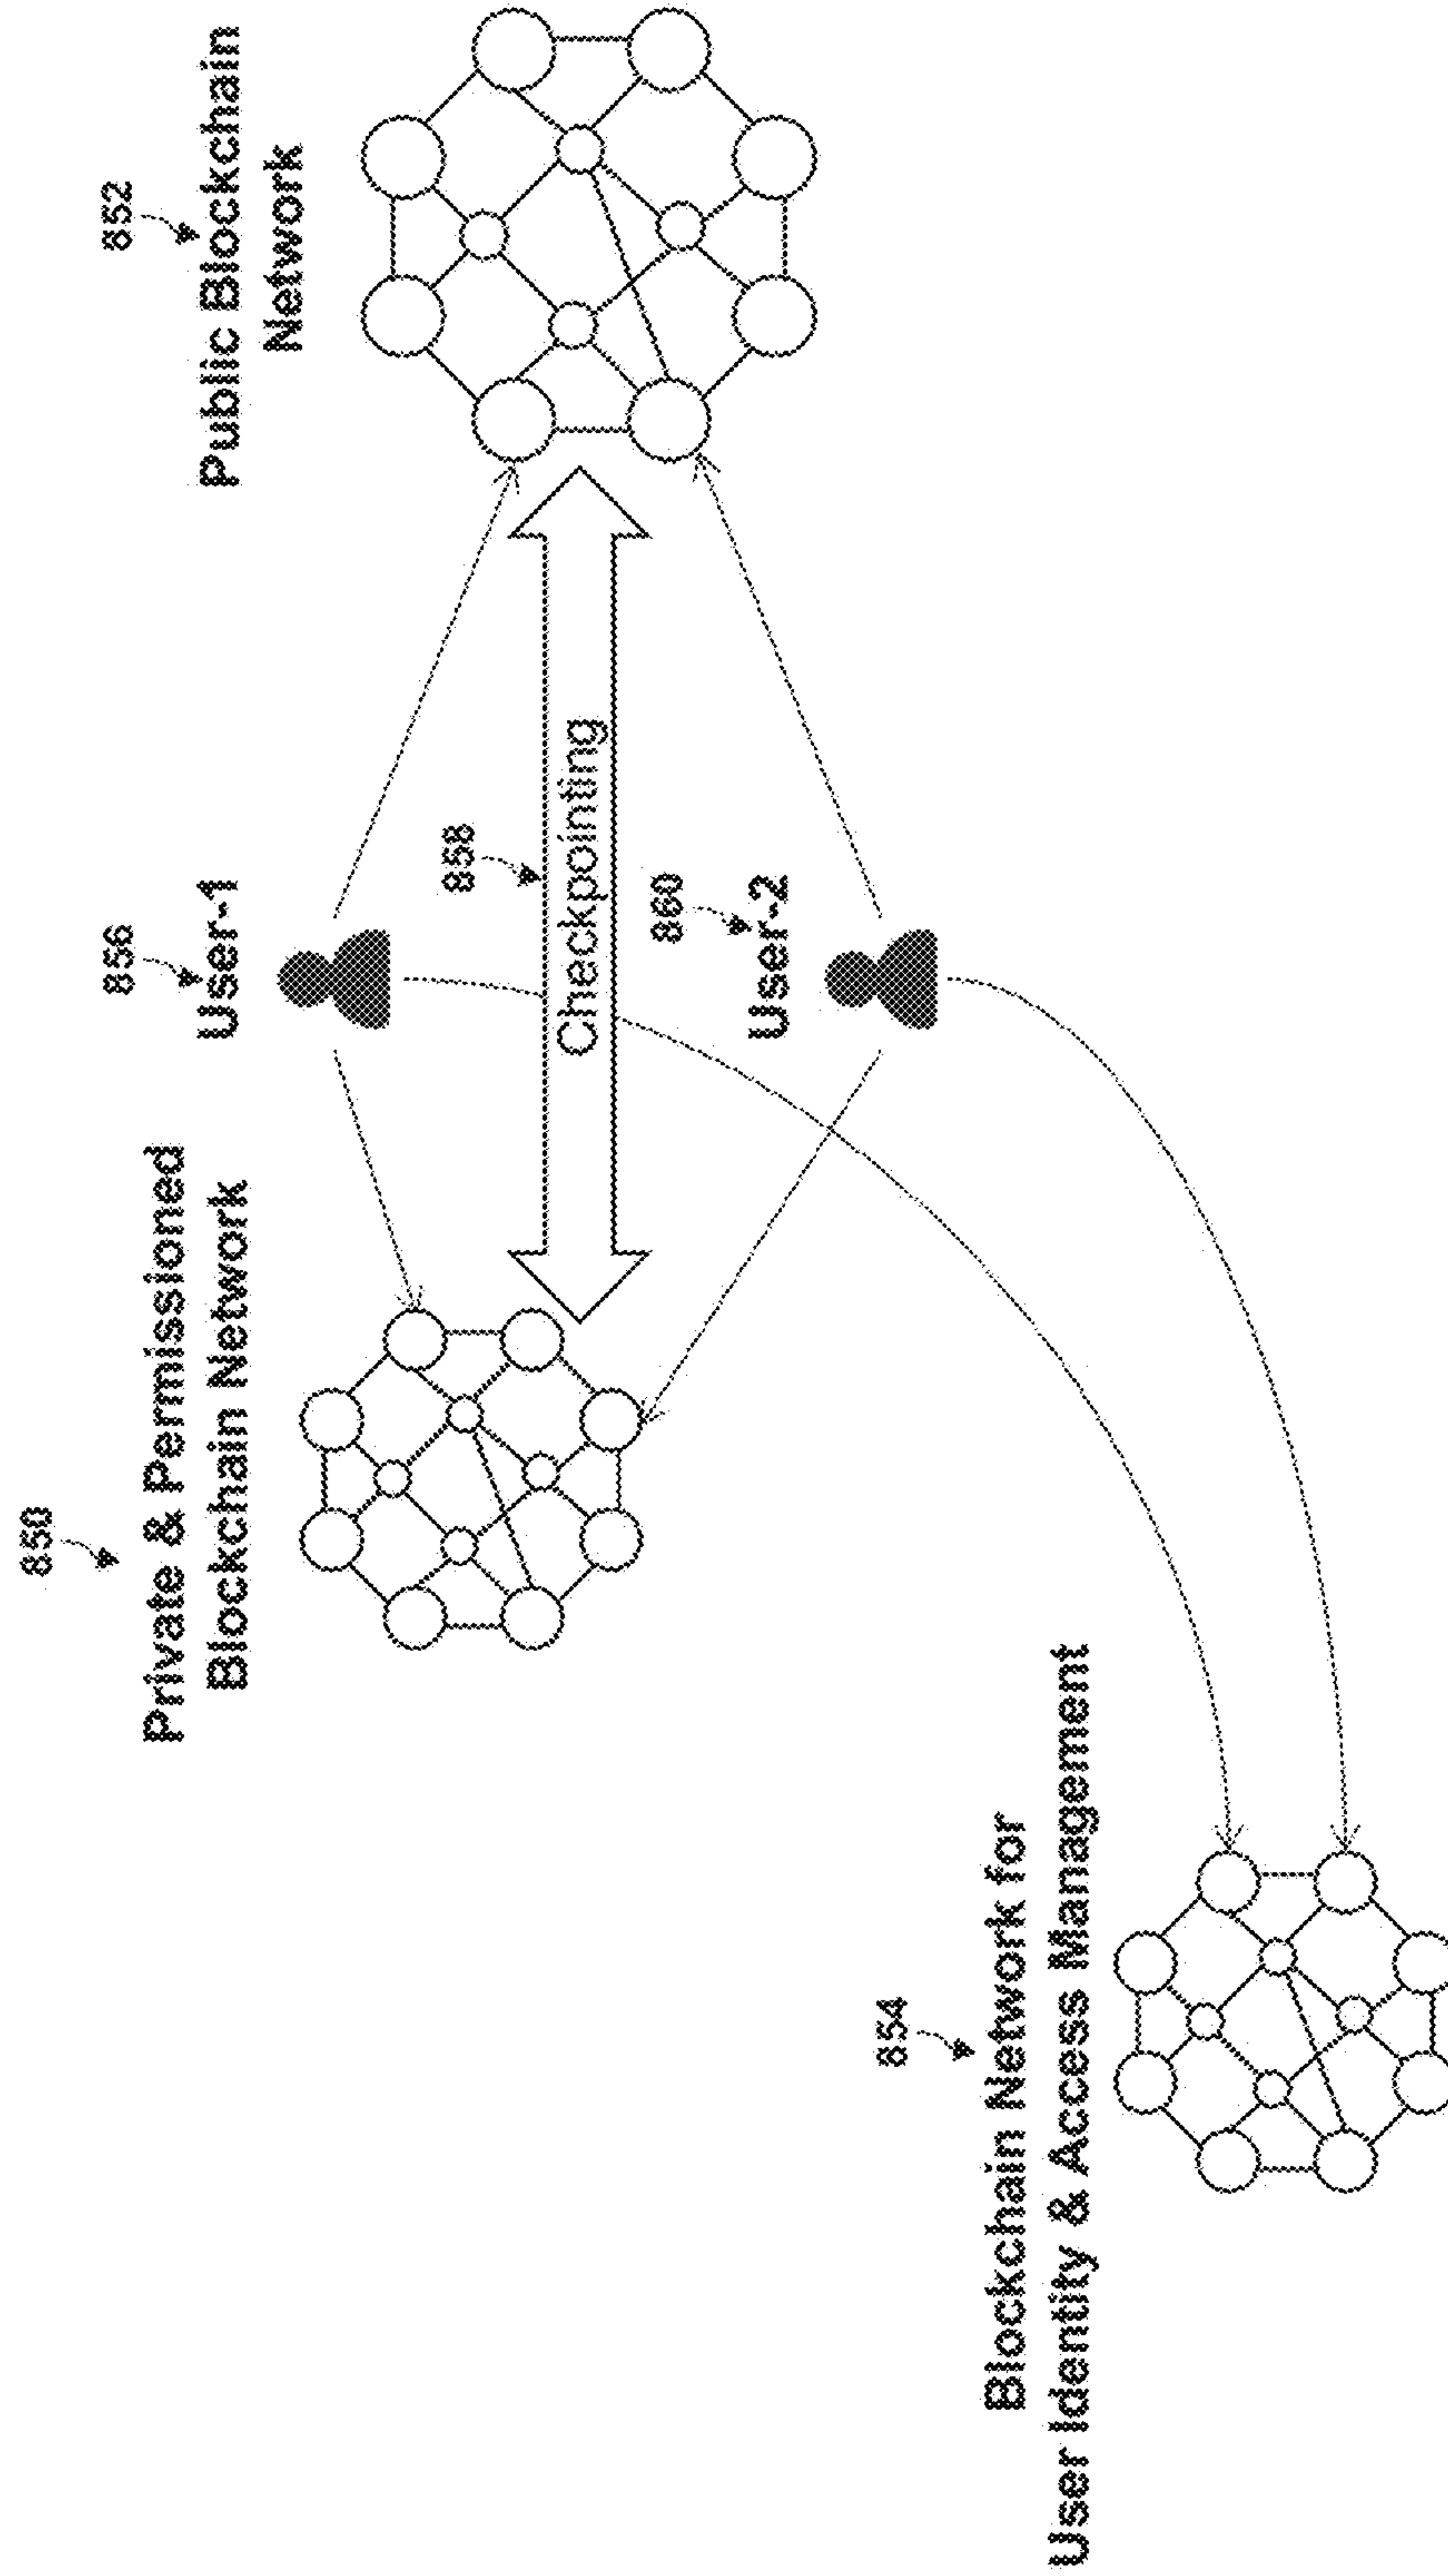 850
Private & Permissioned
Blockchain Network
856
User-1
852
Public Blockchain
Network
858
Checkpointing
860
User-2
854
Blockchain Network for
User Identity & Access Management